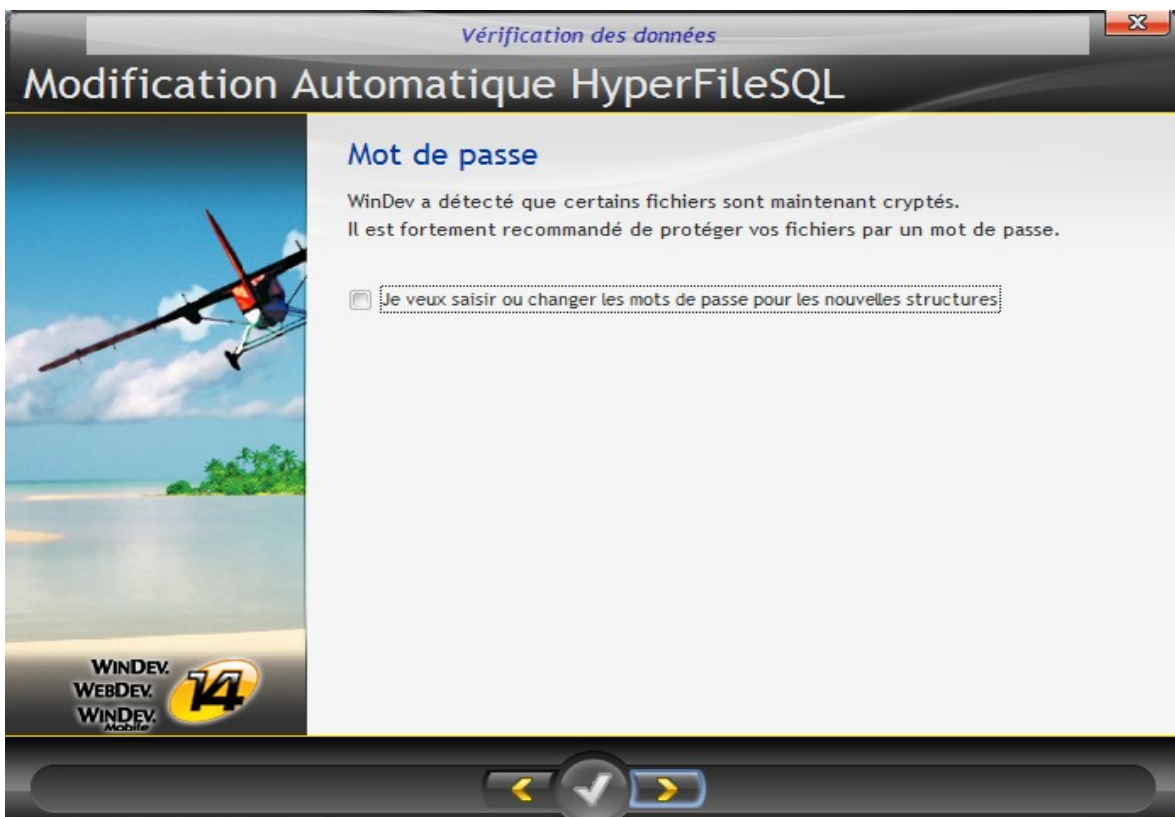 Vérification des données
Modification Automatique HyperFileSQL
Mot de passe
WinDev a détecté que certains fichiers sont maintenant cryptés.
Il est fortement recommandé de protéger vos fichiers par un mot de passe.
Je veux saisir ou changer les mots de passe pour les nouvelles structures
WINDEV.
WEBDEV.
WINDEV.
Mobile
14